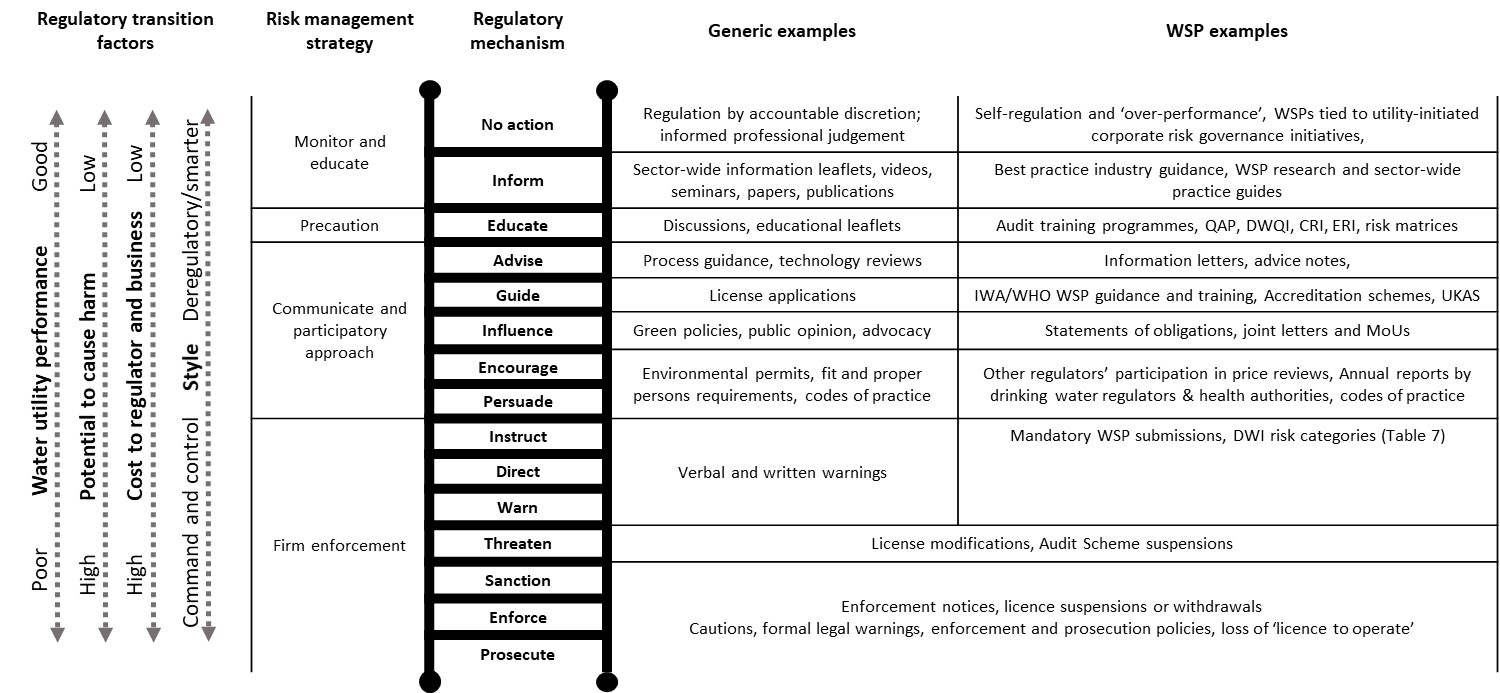 Regulatory transition
factors
Risk management
strategy
Regulatory
mechanism
Generic examples
WSP examples
Poor Water utility performance Good
High Potential to cause harm Low
High Cost to regulator and business Low
Command and control Style Deregulatory/smarter
Monitor and
educate
No action
Regulation by accountable discretion;
informed professional judgement
Self-regulation and ‘over-performance’, WSPs tied to utility-initiated
corporate risk governance initiatives,
Inform
Sector-wide information leaflets, videos,
seminars, papers, publications
Best practice industry guidance, WSP research and sector-wide
practice guides
Precaution
Educate
Discussions, educational leaflets
Audit training programmes, QAP, DWQI, CRI, ERI, risk matrices
Communicate and
participatory
approach
Advise
Process guidance, technology reviews
Information letters, advice notes,
Guide
License applications
IWA/WHO WSP guidance and training, Accreditation schemes, UKAS
Influence
Green policies, public opinion, advocacy
Statements of obligations, joint letters and MoUs
Encourage
Persuade
Environmental permits, fit and proper
persons requirements, codes of practice
Other regulators’ participation in price reviews, Annual reports by
drinking water regulators & health authorities, codes of practice
Firm enforcement
Instruct
Direct
Warn
Verbal and written warnings
Mandatory WSP submissions, DWI risk categories (Table 7)
Threaten
License modifications, Audit Scheme suspensions
Sanction
Enforce
Prosecute
Enforcement notices, licence suspensions or withdrawals
Cautions, formal legal warnings, enforcement and prosecution policies, loss of ‘licence to operate’